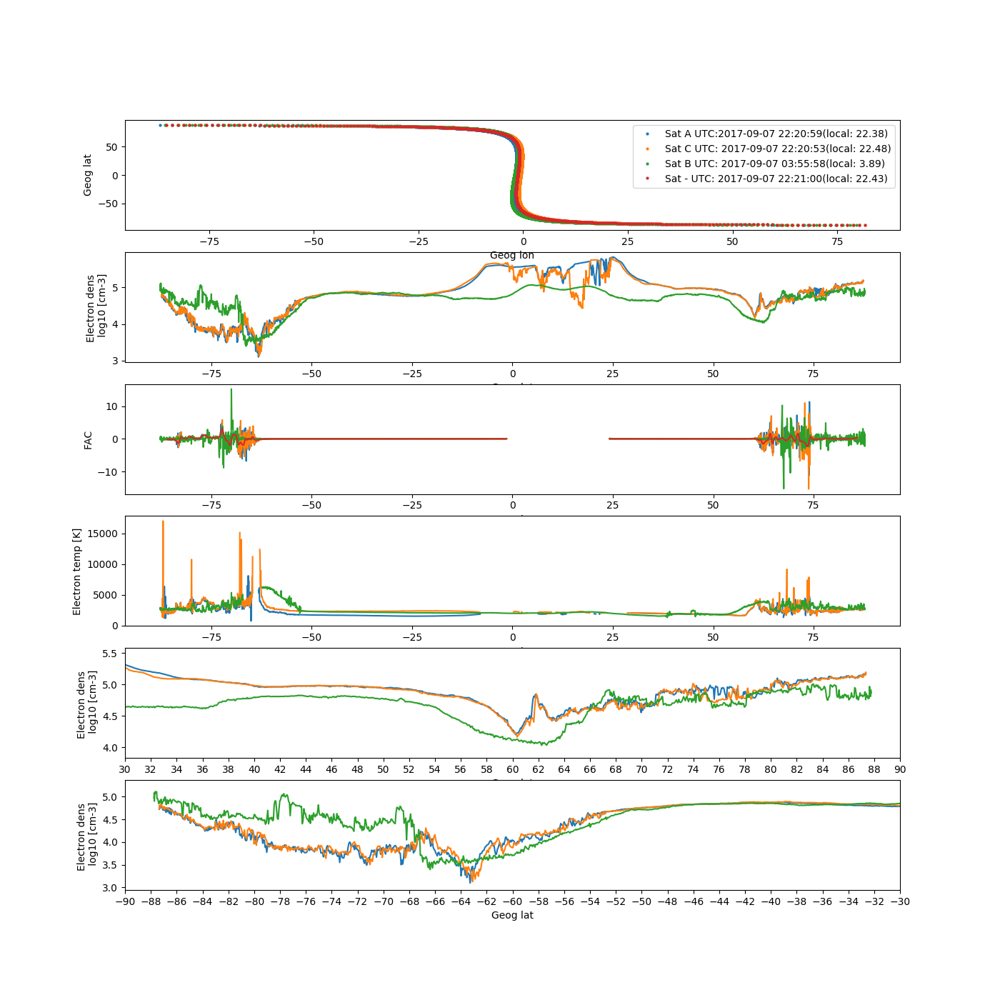 50
0
−50
Geog lat
Sat A UTC:2017-09-07 22:20:59(local: 22.38)
Sat C UTC: 2017-09-07 22:20:53(local: 22.48)
Sat B UTC: 2017-09-07 03:55:58(local: 3.89)
Sat - UTC: 2017-09-07 22:21:00(local: 22.43)
−75 −50 −25 0 25 50 75
Geog lon
Electron dens
log10 [cm-3]
5
4
3
−75 −50 −25 0 25 50 75
FAC
10
0
−10
−75 −50 −25 0 25 50 75
Electron temp [K]
15000
10000
5000
0
−75 −50 −25 0 25 50 75
Electron dens
log10 [cm-3]
5.5
5.0
4.5
4.0
30 32 34 36 38 40 42 44 46 48 50 52 54 56 58 60 62 64 66 68 70 72 74 76 78 80 82 84 86 88 90
Electron dens
log10 [cm-3]
5.0
4.5
4.0
3.5
3.0
−90 −88 −86 −84 −82 −80 −78 −76 −74 −72 −70 −68 −66 −64 −62 −60 −58 −56 −54 −52 −50 −48 −46 −44 −42 −40 −38 −36 −34 −32 −30
Geog lat